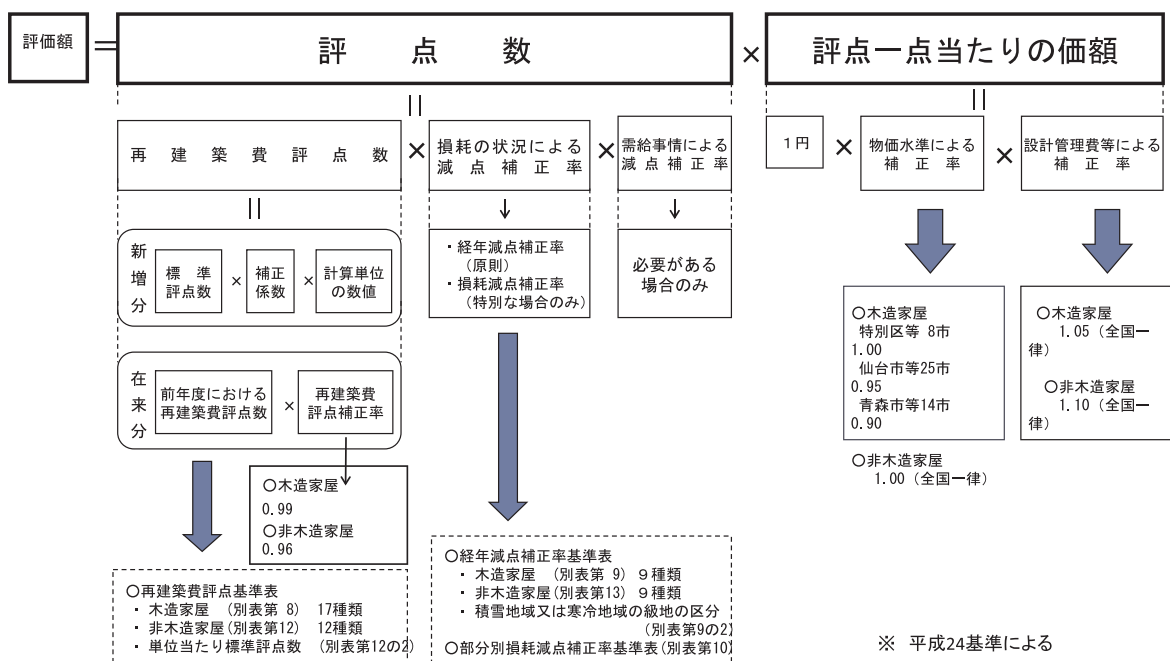 評価額
＝
評点数
×
評点一点当たりの価額
再建築費評点数
×
損耗の状況による
減点補正率
×
需給事情による
減点補正率
１円
×
物価水準による
補正率
×
設計管理費等による
補正率
新増分
標準
評点数
×
補正
係数
×
計算単位
の数値
・経年減点補正率
（原則）
・損耗減点補正率
（特別な場合のみ）
必要がある
場合のみ
○木造家屋
特別区等 8市
1.00
仙台市等25市
0.95
青森市等14市
0.90
○非木造家屋
1.00（全国一律）
○木造家屋
1.05（全国一
律）
○非木造家屋
1.10（全国一
律）
在来分
前年度における
再建築費評点数
×
再建築費
評点補正率
○木造家屋
0.99
○非木造家屋
0.96
○再建築費評点基準表
・ 木造家屋 （別表第 8） 17種類
・ 非木造家屋（別表第12） 12種類
・ 単位当たり標準評点数 （別表第12の2）
○経年減点補正率基準表
・ 木造家屋 （別表第 9） ９種類
・ 非木造家屋（別表第13） ９種類
・ 積雪地域又は寒冷地域の級地の区分
（別表第9の2）
○部分別損耗減点補正率基準表（別表第10）
※ 平成24基準による